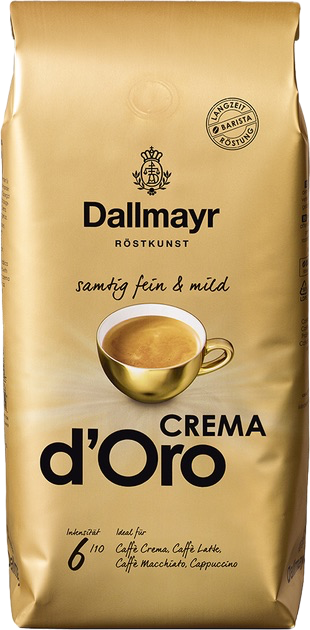 LANGZEIT
BARISTA
RÖSTUNG
Dallmayr
RÖSTKUNST
samtig fein & mild
CREMA
d'Oro
Intensität
6/10
Ideal für
Caffè Crema, Caffè Latte,
Caffè Macchiato, Cappuccino